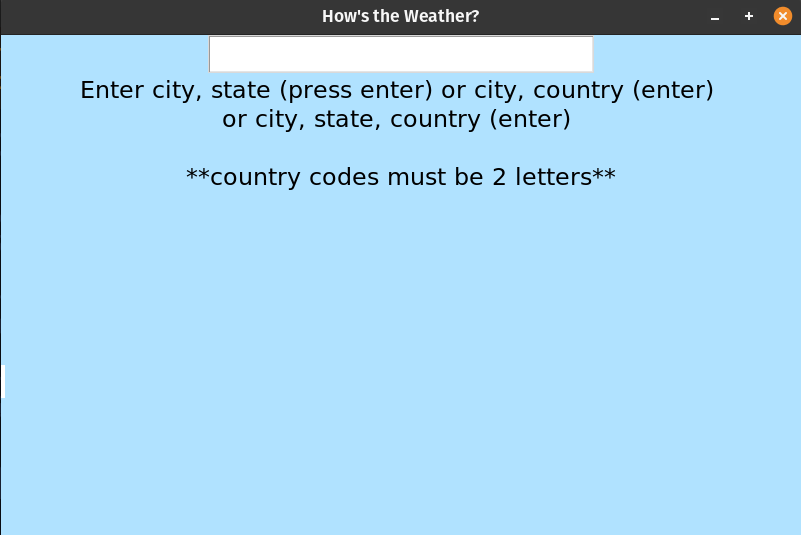 How's the Weather?
Enter city, state (press enter) or city, country (enter)
or city, state, country (enter)
**country codes must be 2 letters**